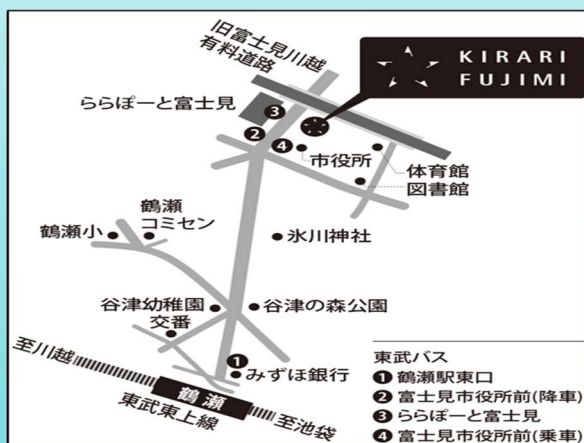 旧富士見川越
有料道路
KIRARI
FUJIMI
ららぽーと富士見
❸
❷
❹
市役所
体育館
図書館
鶴瀬
コミセン
鶴瀬小
氷川神社
谷津幼稚園
谷津の森公園
交番
❶
みずほ銀行
至川越
鶴瀬
東武東上線
至池袋
東武バス
❶ 鶴瀬駅東口
❷ 富士見市役所前(降車)
❸ ららぽーと富士見
❹ 富士見市役所前(乗車)